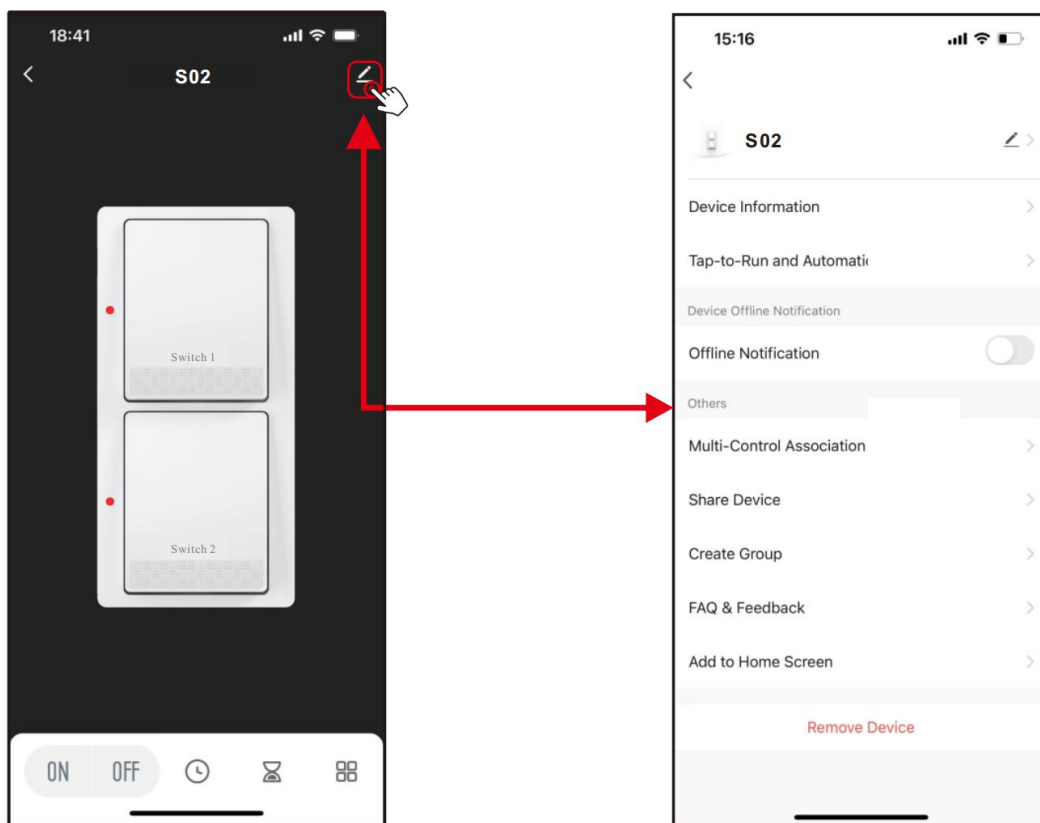 18:41
S02
Switch 1
Switch 2
ON OFF
15:16
S02
Device Information
Tap-to-Run and Automati
Device Offline Notification
Offline Notification
Others
Multi-Control Association
Share Device
Create Group
FAQ & Feedback
Add to Home Screen
Remove Device